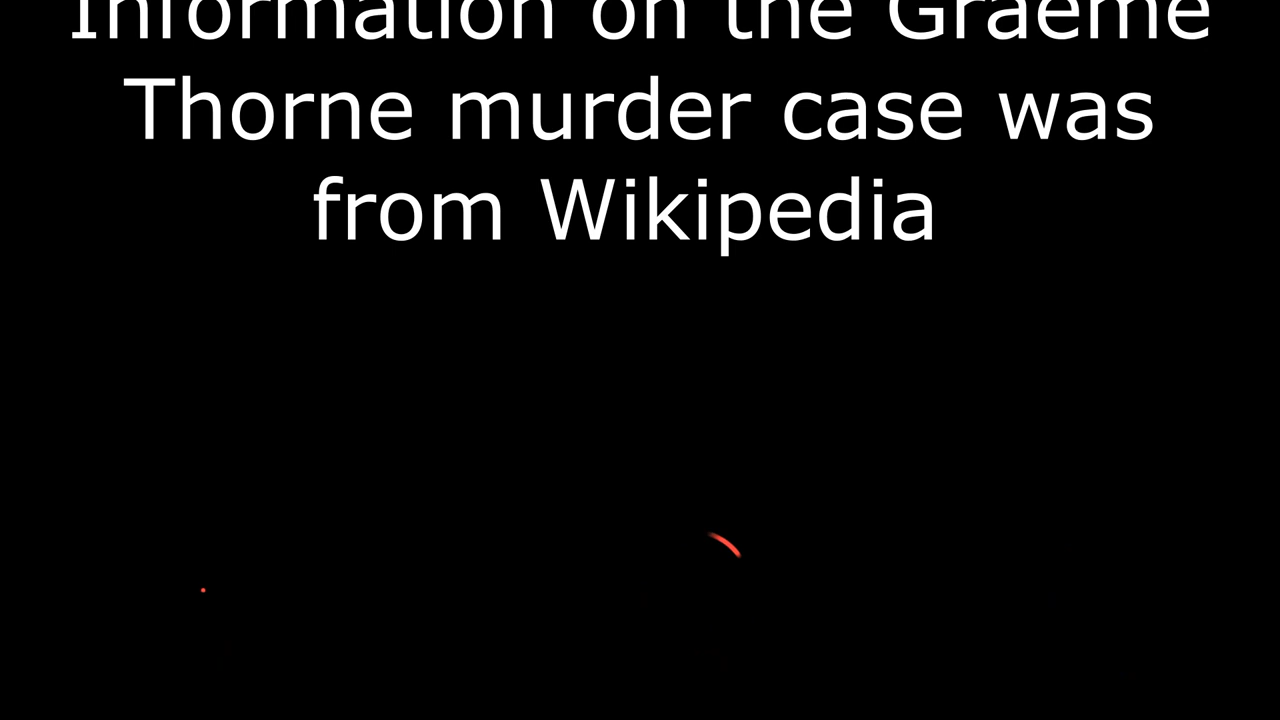 Information on the Graeme
Thorne murder case was
from Wikipedia